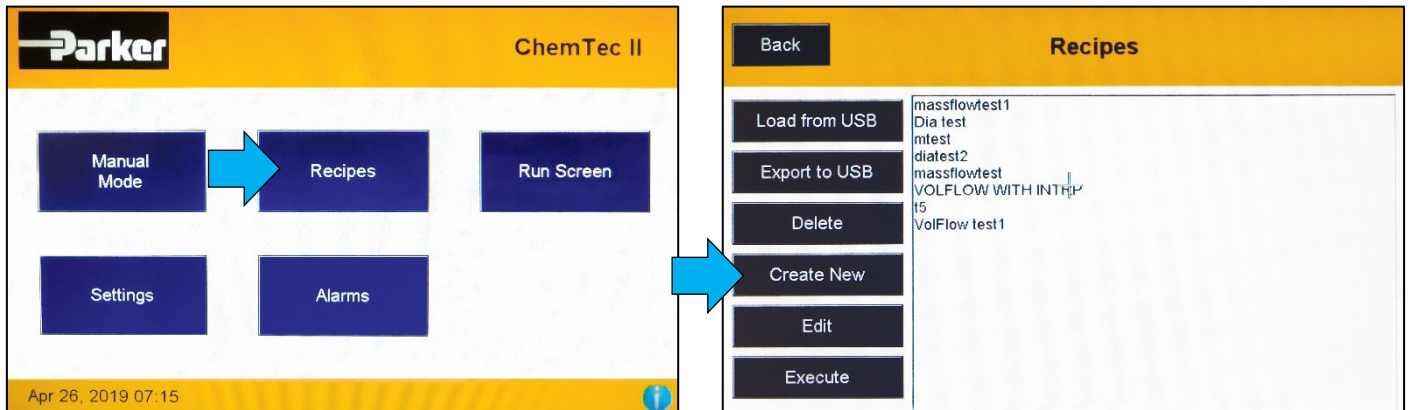 Parker
ChemTec II
Manual
Mode
Recipes
Run Screen
Settings
Alarms
Apr 26, 2019 07:15
Back
Recipes
Load from USB
Export to USB
Delete
Create New
Edit
Execute
massflowtest1
Dia test
mtest
diatest2
massflowtest
VOLFLOW WITH
t5
VolFlow test1